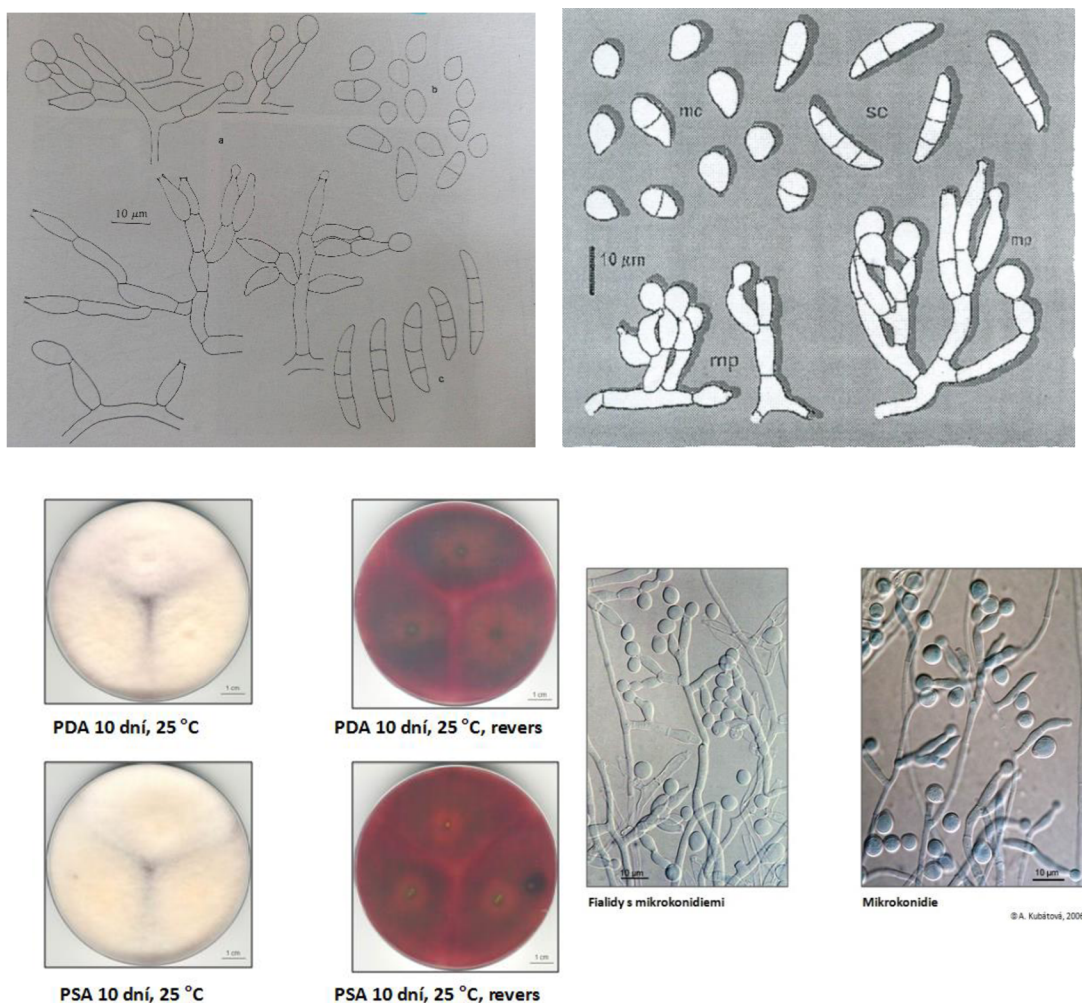 a
b
10 µm
c
mc
sc
10 µm
mp
mp
PDA 10 dní, 25 °C
PDA 10 dní, 25 °C, revers
1 cm
1 cm
PSA 10 dní, 25 °C
PSA 10 dní, 25 °C, revers
1 cm
1 cm
10 µm
Fialidy s mikrokonidiemi
10 µm
Mikrokonidie
© A. Kubátová, 2006